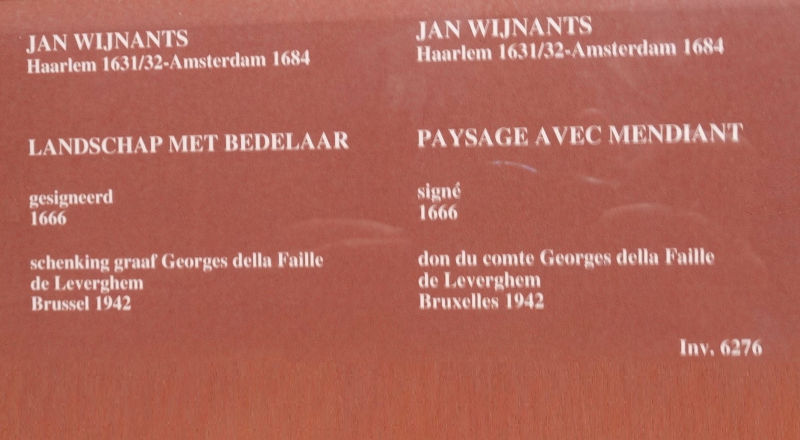 JAN WIJNANTS
Haarlem 1631/32-Amsterdam 1684
LANDSCHAP MET BEDELAAR
gesigneerd
1666
schenking graaf Georges della Faille
de Leverghem
Brussel 1942
JAN WIJNANTS
Haarlem 1631/32-Amsterdam 1684
PAYSAGE AVEC MENDIANT
signé
1666
don du comte Georges della Faille
de Leverghem
Bruxelles 1942
Inv. 6276